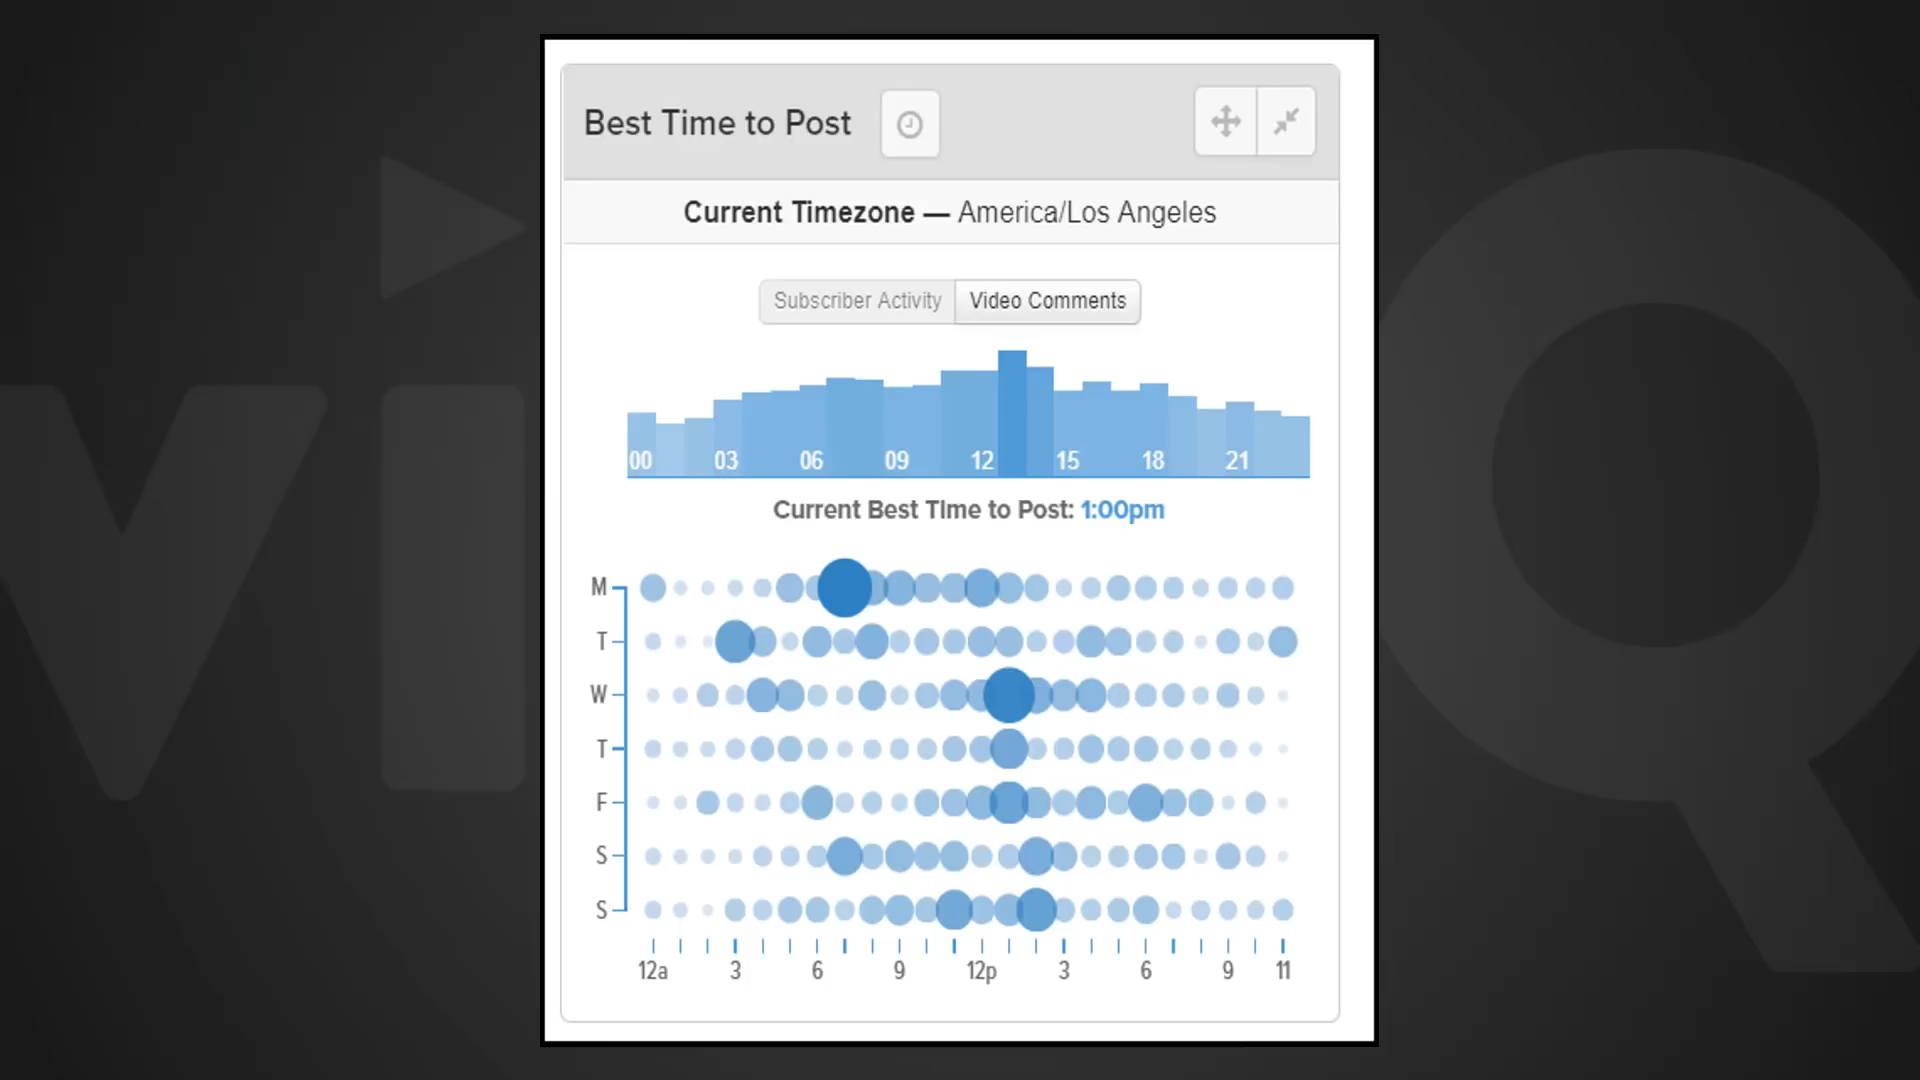 Best Time to Post
Current Timezone — America/Los Angeles
Subscriber Activity Video Comments
00 03 06 09 12 15 18 21
Current Best Time to Post: 1:00pm
M
T
W
T
F
S
S
12a 3 6 9 12p 3 6 9 11
vi Q